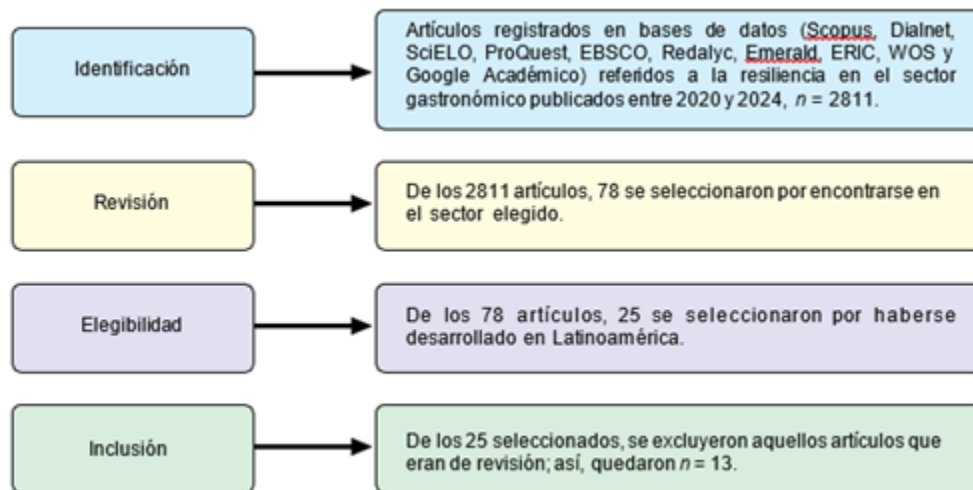 Identificación
Artículos registrados en bases de datos (Scopus, Dialnet,
SciELO, ProQuest, EBSCO, Redalyc, Emerald, ERIC, WOS y
Google Académico) referidos a la resiliencia en el sector
gastronómico publicados entre 2020 y 2024, n = 2811.
Revisión
De los 2811 artículos, 78 se seleccionaron por encontrarse en
el sector elegido.
Elegibilidad
De los 78 artículos, 25 se seleccionaron por haberse
desarrollado en Latinoamérica.
Inclusión
De los 25 seleccionados, se excluyeron aquellos artículos que
eran de revisión; así, quedaron n = 13.